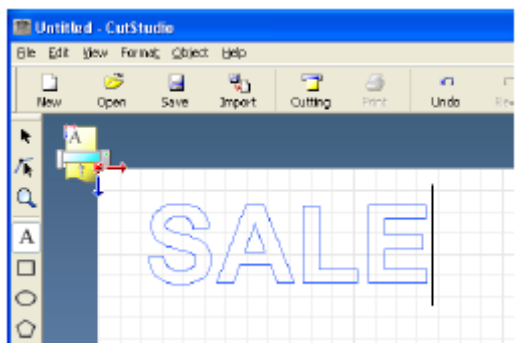 Untitled - CutStudio
File Edit View Format Object Help
New Open Save Import Cutting Print Undo
A
A
SALE